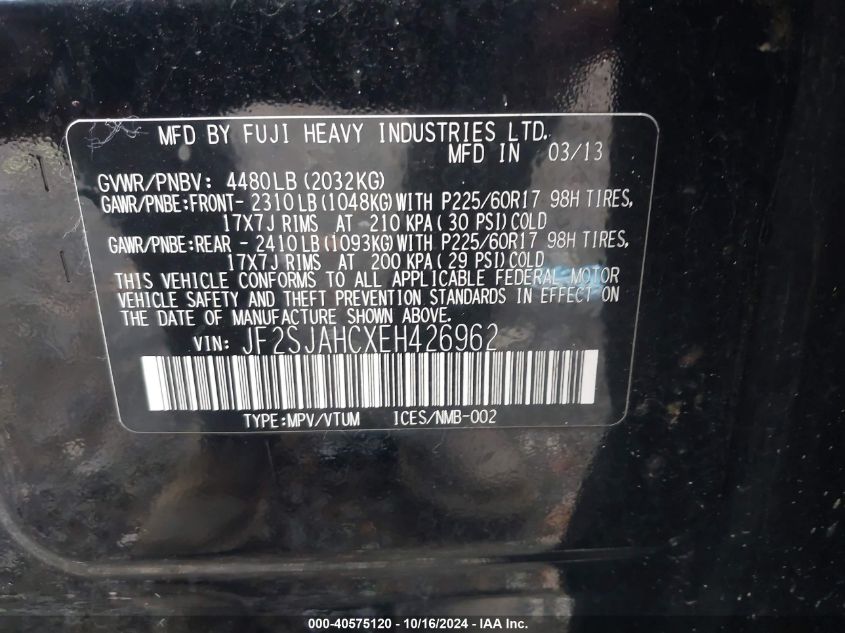 MFD BY FUJI HEAVY INDUSTRIES LTD.
MFD IN 03/13
GVWR/PNBV: 4480LB (2032KG)
GAWR/PNBE:FRONT- 2310LB (1048KG) WITH P225/60R17 98H TIRES,
17X7J RIMS AT 210 KPA ( 30 PSI) COLD
GAWR/PNBE:REAR - 2410LB (1093KG) WITH P225/60R17 98H TIRES,
17X7J RIMS AT 200 KPA ( 29 PSI) COLD
THIS VEHICLE CONFORMS TO ALL APPLICABLE FEDERAL MOTOR
VEHICLE SAFETY AND THEFT PREVENTION STANDARDS IN EFFECT ON
THE DATE OF MANUFACTURE SHOWN ABOVE.
VIN: JF2SJAHCXEH426962
TYPE:MPV/VTUM ICES/NMB-002
000-40575120 - 10/16/2024 - IAA Inc.